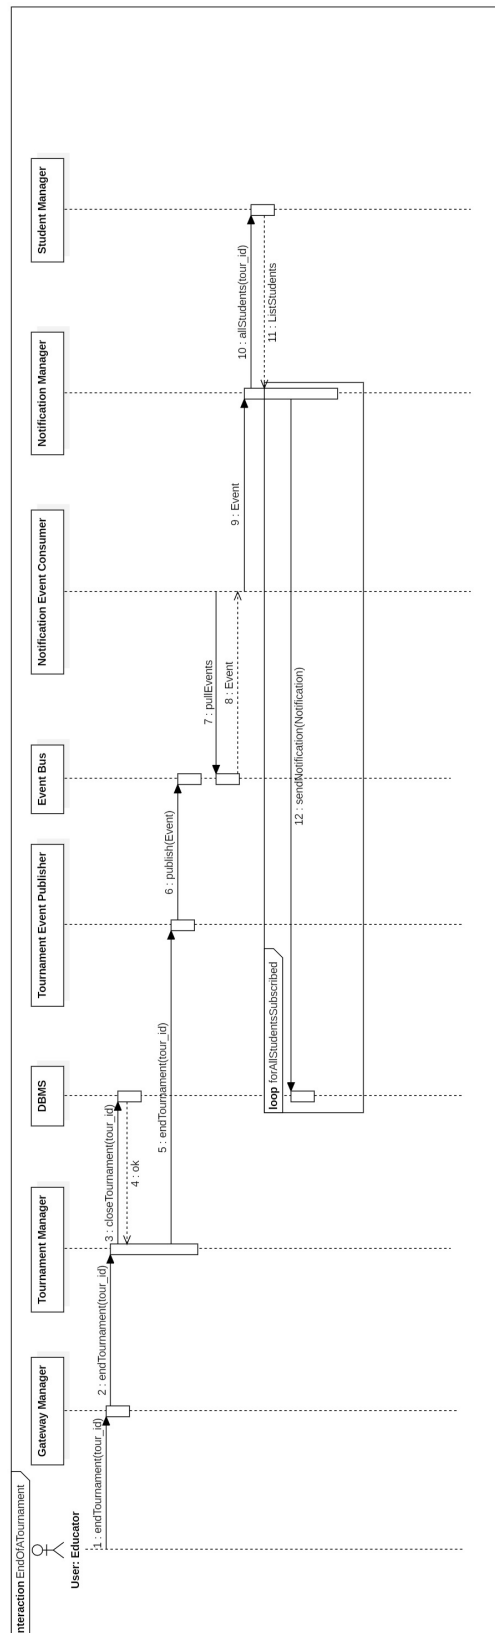 nteraction EndOfATournament
User: Educator
Gateway Manager
Tournament Manager
DBMS
Tournament Event Publisher
Event Bus
Notification Event Consumer
Notification Manager
Student Manager
1 : endTournament(tour_id)
2 : endTournament(tour_id)
3 : closeTournament(tour_id)
4 : ok
5 : endTournament(tour_id)
6 : publish(Event)
7 : pullEvents
8 : Event
9 : Event
10 : allStudents(tour_id)
11 : ListStudents
loop forAllStudentsSubscribed
12 : sendNotification(Notification)